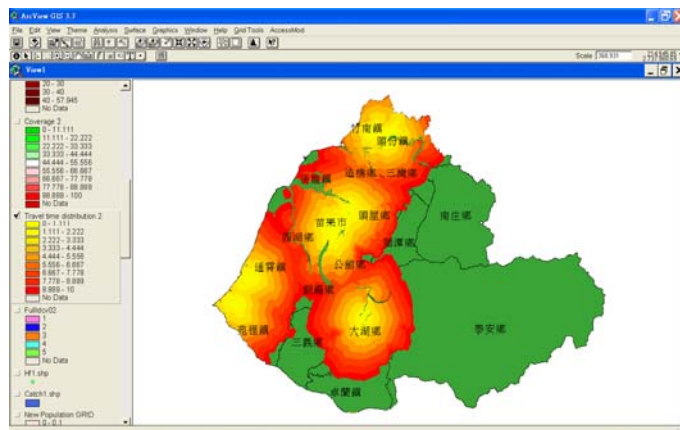 ArcView GIS 3.3
File Edit View Theme Analysis Surface Graphics Window Help Grid Tools AccessMod
Scale
View1
20 - 30
30 - 40
40 - 57.945
No Data
Coverage 2
0 - 11.111
11.111 - 22.222
22.222 - 33.333
33.333 - 44.444
44.444 - 55.556
55.556 - 66.667
66.667 - 77.778
77.778 - 88.889
88.889 - 100
No Data
Travel time distribution 2
0 - 1.111
1.111 - 2.222
2.222 - 3.333
3.333 - 4.444
4.444 - 5.556
5.556 - 6.667
6.667 - 7.778
7.778 - 8.889
8.889 - 10
No Data
1
2
3
4
5
No Data
Hf1.shp
Catch1.shp
New Population GRID
0 - 0.1
竹南鎮
頭份鎮
造橋鄉
三灣鄉
後龍鎮
南庄鄉
頭屋鄉
苗栗市
西湖鄉
獅潭鄉
通霄鎮
公館鄉
銅鑼鄉
苑裡鎮
大湖鄉
泰安鄉
三義鄉
卓蘭鎮